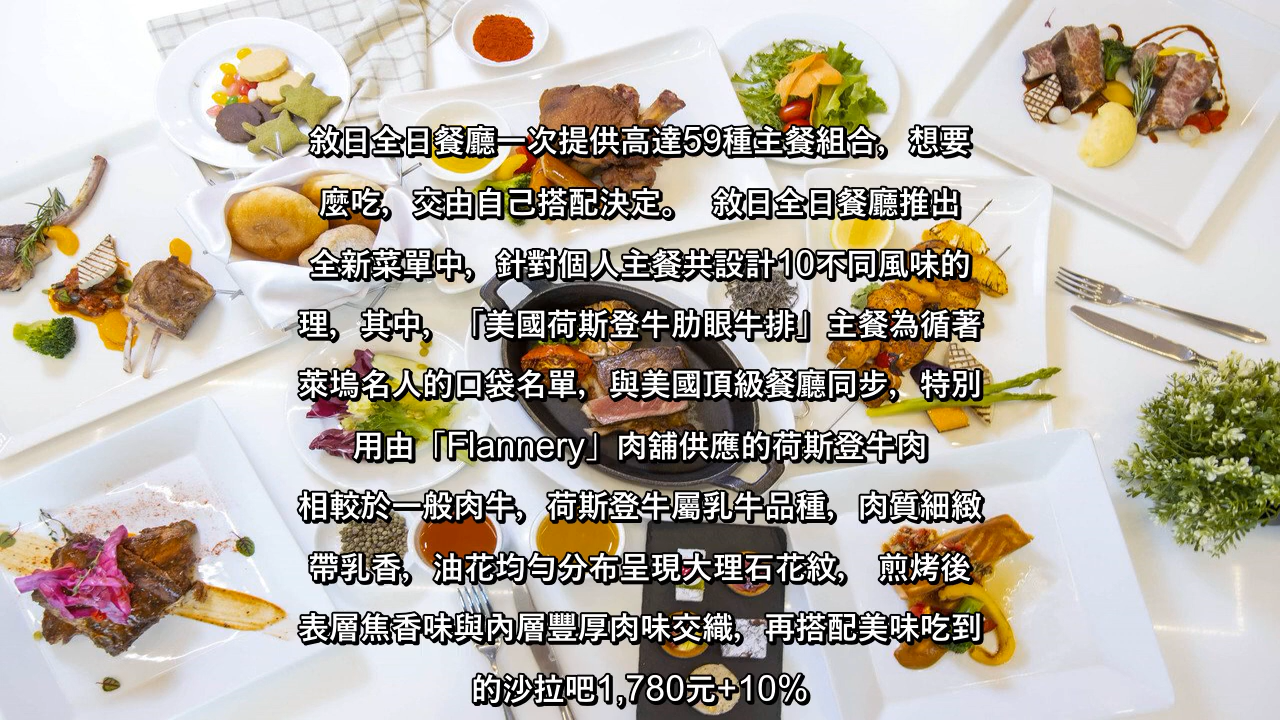 敘日全日餐廳一次提供高達59種主餐組合，想要
麼吃，交由自己搭配決定。 敘日全日餐廳推出
全新菜單中，針對個人主餐共設計10不同風味的
理，其中，「美國荷斯登牛肋眼牛排」主餐為循著
萊塢名人的口袋名單，與美國頂級餐廳同步，特別
用由「Flannery」肉舖供應的荷斯登牛肉
相較於一般肉牛，荷斯登牛屬乳牛品種，肉質細緻
帶乳香，油花均勻分布呈現大理石花紋， 煎烤後
表層焦香味與內層豐厚肉味交織，再搭配美味吃到
的沙拉吧1,780元+10%